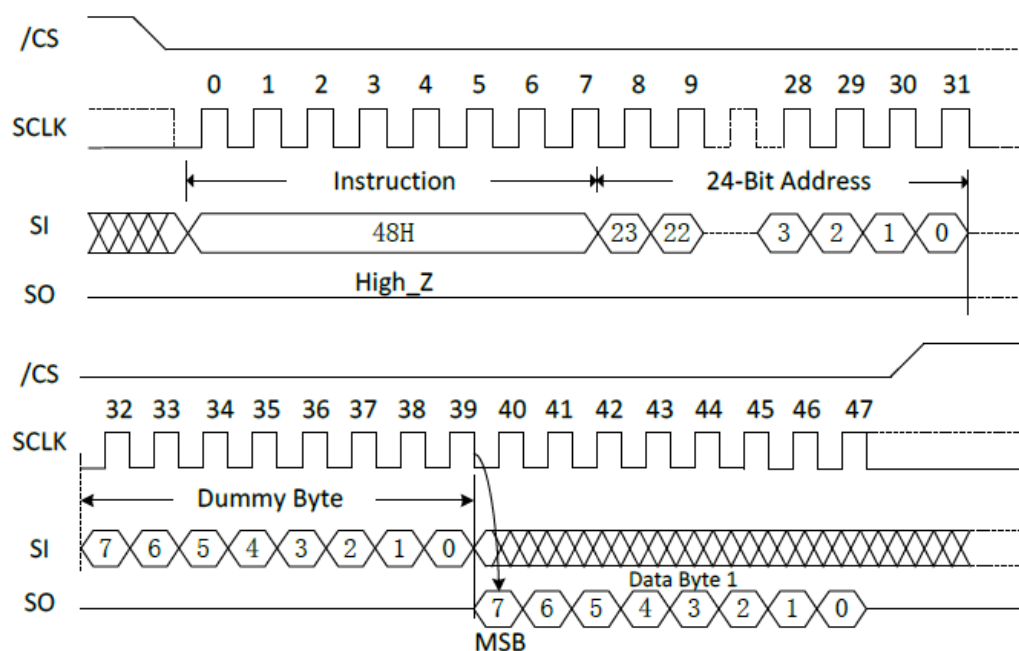 /CS
0 1 2 3 4 5 6 7 8 9 28 29 30 31
SCLK
Instruction 24-Bit Address
SI 48H 23 22 3 2 1 0
High_Z
SO
/CS
32 33 34 35 36 37 38 39 40 41 42 43 44 45 46 47
SCLK
Dummy Byte
SI 7 6 5 4 3 2 1 0
Data Byte 1
SO 7 6 5 4 3 2 1 0
MSB